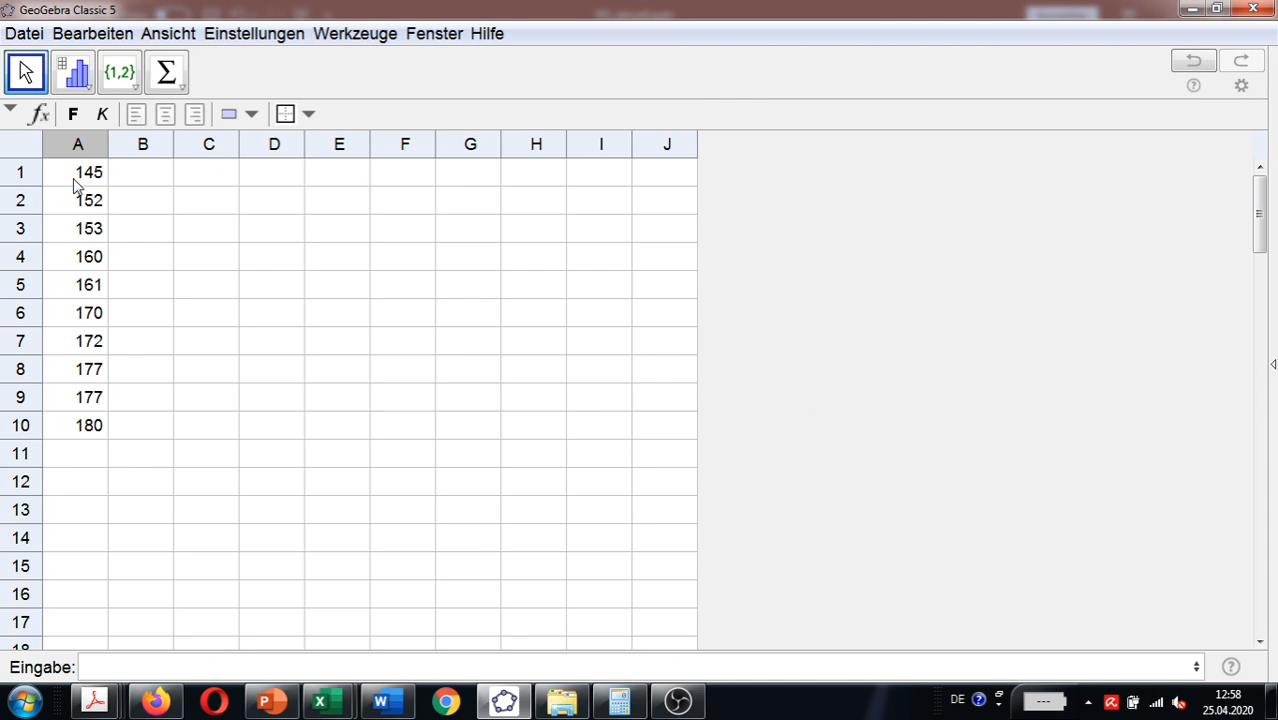 GeoGebra Classic 5
Datei Bearbeiten Ansicht Einstellungen Werkzeuge Fenster Hilfe
{1,2} Σ
fx F K
A B C D E F G H I J
1 145
2 152
3 153
4 160
5 161
6 170
7 172
8 177
9 177
10 180
11
12
13
14
15
16
17
18
Eingabe:
DE 12:58
25.04.2020